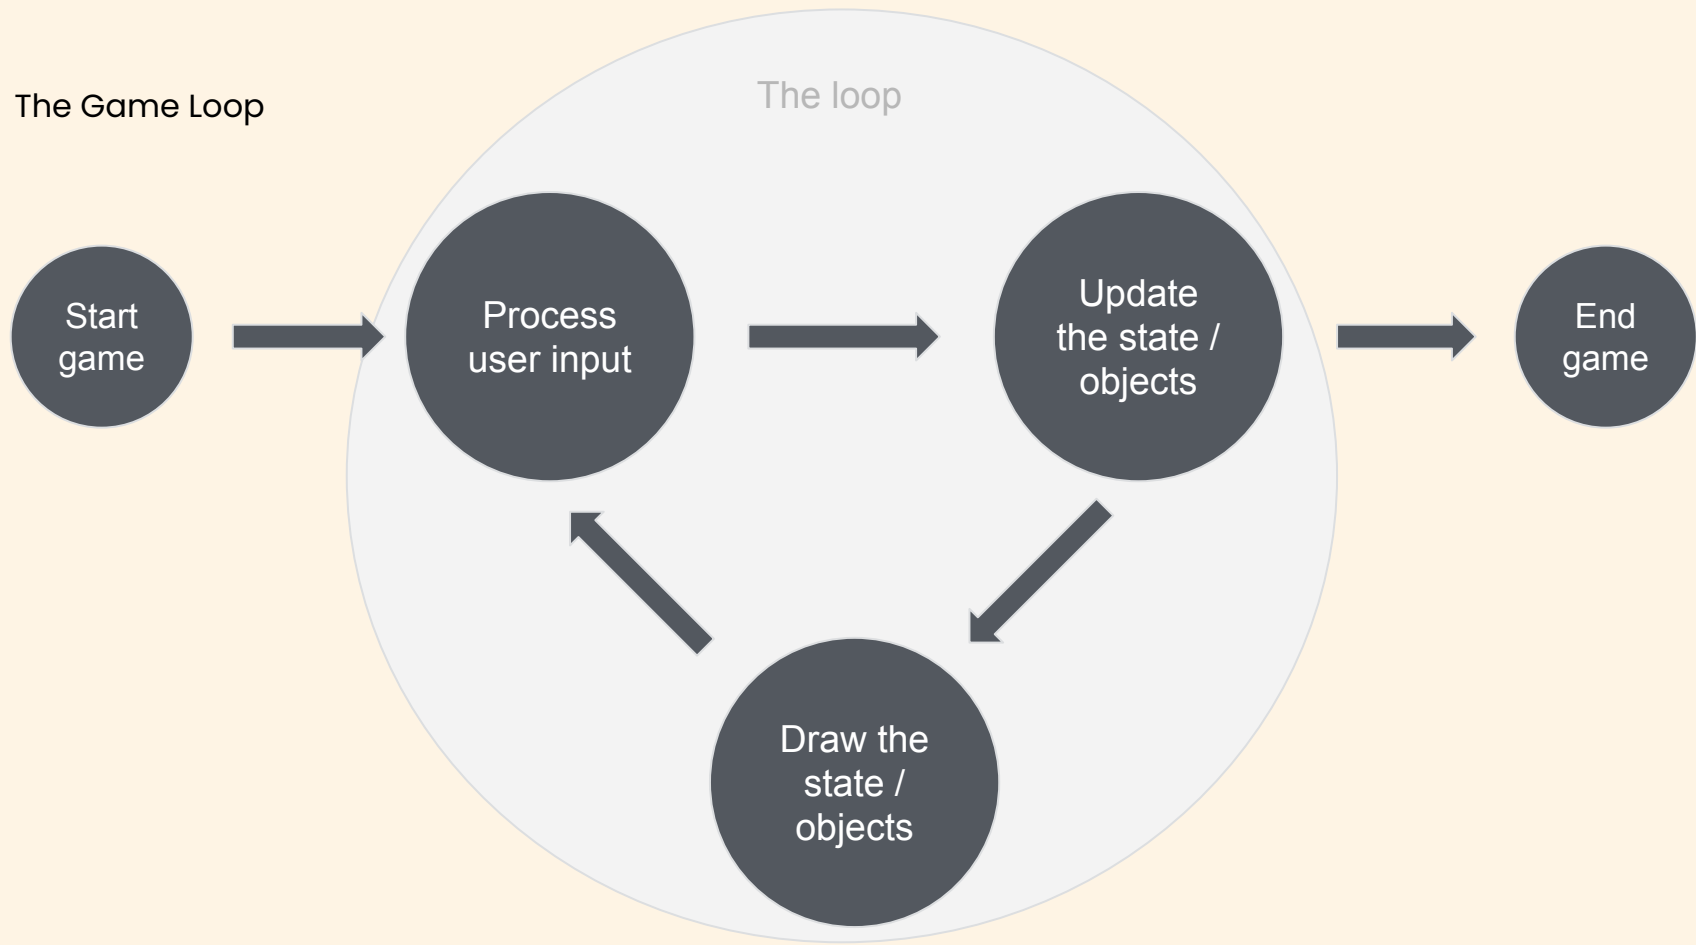 The Game Loop
The loop
Start
game
Process
user input
Update
the state /
objects
End
game
Draw the
state /
objects